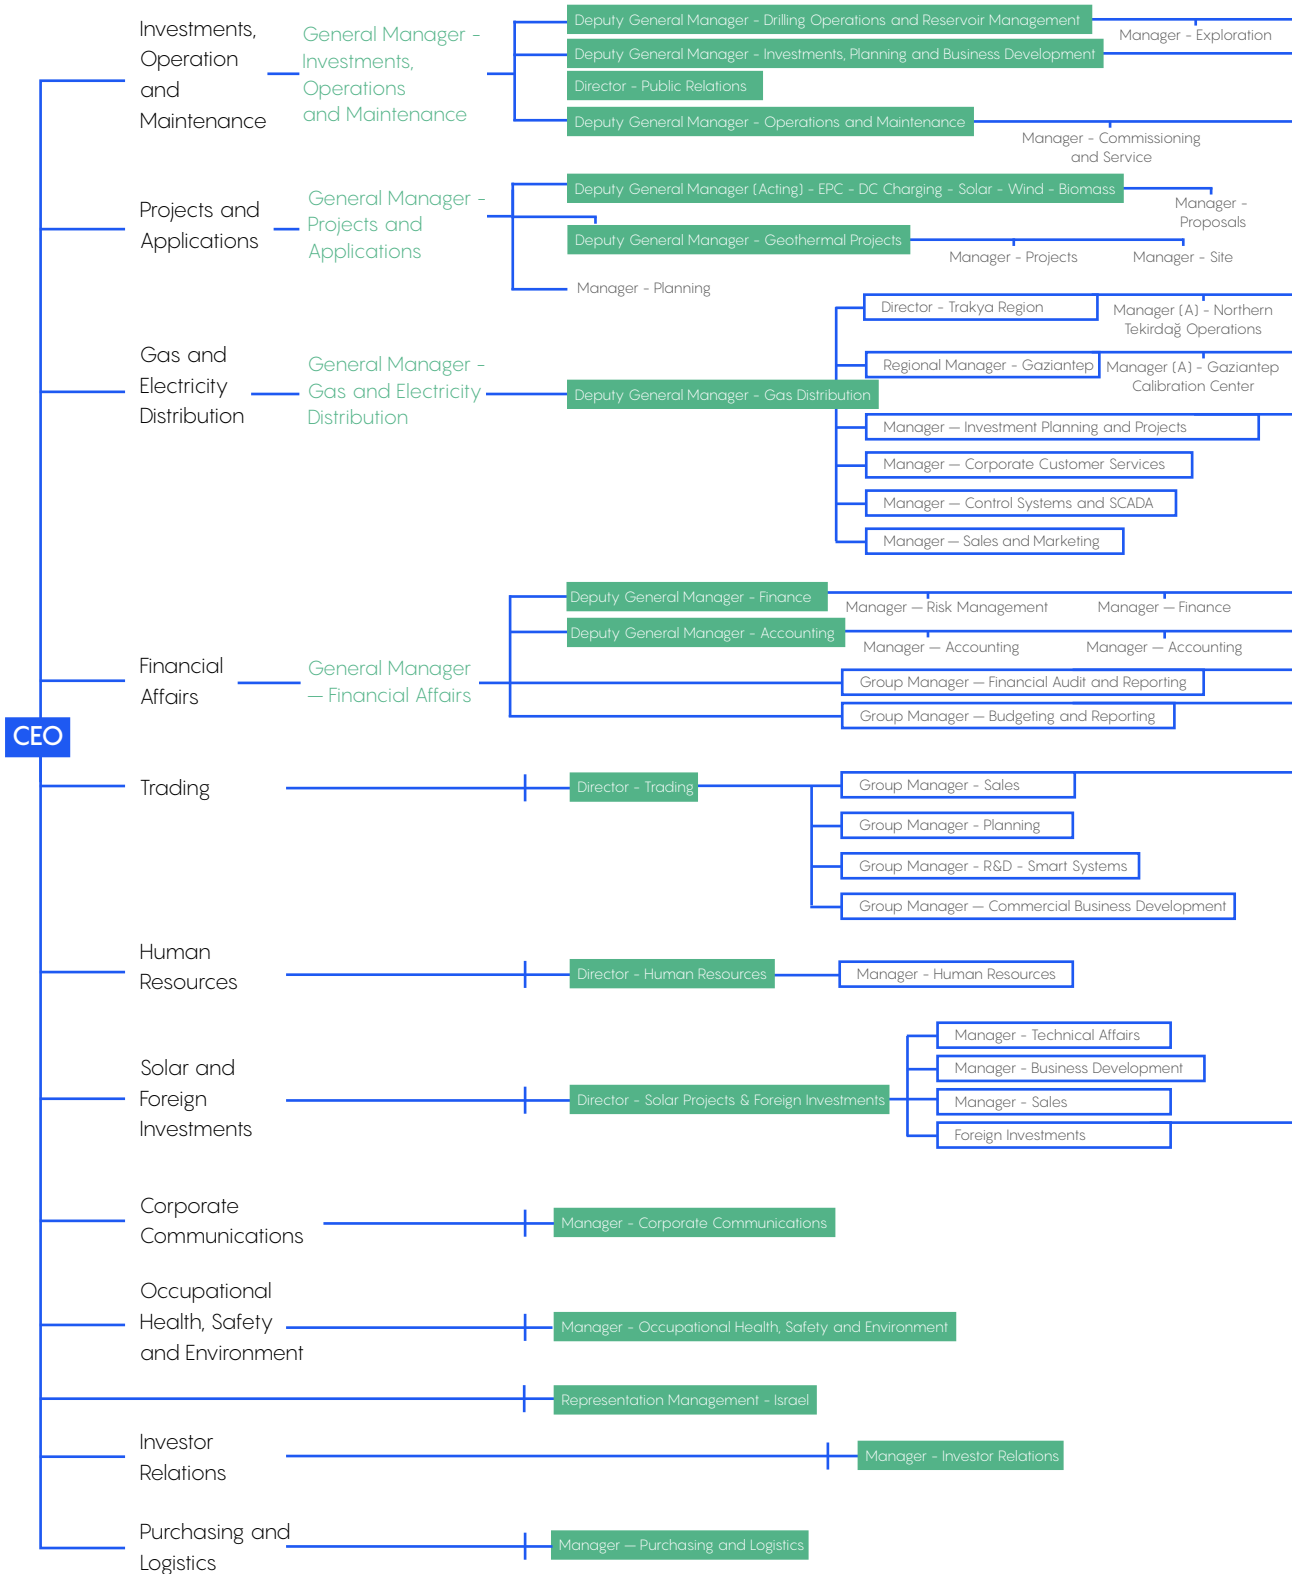 Investments,
Operation
and
Maintenance
General Manager -
Investments,
Operations
and Maintenance
Deputy General Manager - Drilling Operations and Reservoir Management
Manager - Exploration
Deputy General Manager - Investments, Planning and Business Development
Director - Public Relations
Deputy General Manager - Operations and Maintenance
Manager - Commissioning
and Service
Projects and
Applications
General Manager -
Projects and
Applications
Deputy General Manager (Acting) - EPC - DC Charging - Solar - Wind - Biomass
Manager -
Proposals
Deputy General Manager - Geothermal Projects
Manager - Projects
Manager - Site
Manager - Planning
Gas and
Electricity
Distribution
General Manager -
Gas and Electricity
Distribution
Deputy General Manager - Gas Distribution
Director - Trakya Region
Manager (A) - Northern
Tekirdağ Operations
Regional Manager - Gaziantep
Manager (A) - Gaziantep
Calibration Center
Manager — Investment Planning and Projects
Manager — Corporate Customer Services
Manager — Control Systems and SCADA
Manager — Sales and Marketing
Financial
Affairs
General Manager
— Financial Affairs
Deputy General Manager - Finance
Manager — Risk Management
Manager — Finance
Deputy General Manager - Accounting
Manager — Accounting
Manager — Accounting
Group Manager — Financial Audit and Reporting
Group Manager — Budgeting and Reporting
CEO
Trading
Director - Trading
Group Manager - Sales
Group Manager - Planning
Group Manager - R&D - Smart Systems
Group Manager — Commercial Business Development
Human
Resources
Director - Human Resources
Manager - Human Resources
Solar and
Foreign
Investments
Director - Solar Projects & Foreign Investments
Manager - Technical Affairs
Manager - Business Development
Manager - Sales
Foreign Investments
Corporate
Communications
Manager - Corporate Communications
Occupational
Health, Safety
and Environment
Manager - Occupational Health, Safety and Environment
Representation Management - Israel
Investor
Relations
Manager - Investor Relations
Purchasing and
Logistics
Manager — Purchasing and Logistics